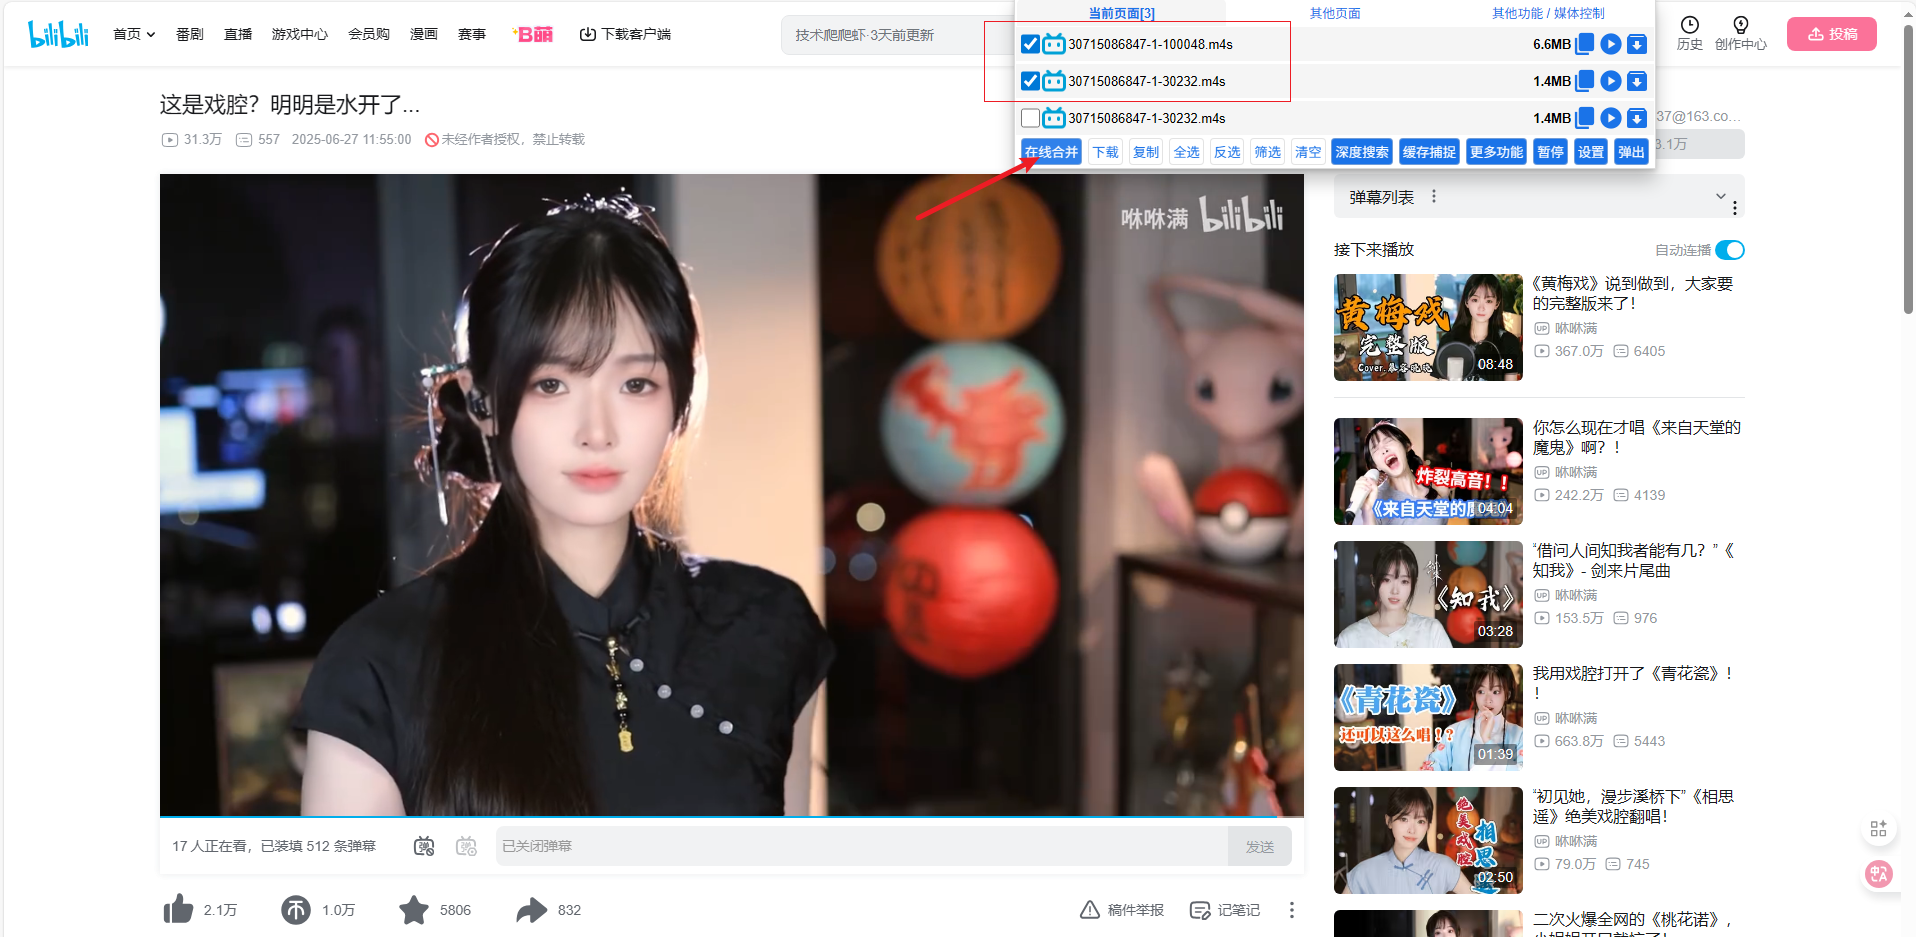 bilibili
首页
番剧
直播
游戏中心
会员购
漫画
赛事
B萌
下载客户端
技术爬爬虾·3天前更新
当前页面[3]
其他页面
其他功能 / 媒体控制
30715086847-1-100048.m4s
6.6MB
30715086847-1-30232.m4s
1.4MB
30715086847-1-30232.m4s
1.4MB
在线合并
下载
复制
全选
反选
筛选
清空
深度搜索
缓存捕捉
更多功能
暂停
设置
弹出
历史
创作中心
投稿
37@163.co...
3.1万
这是戏腔？明明是水开了...
31.3万
557
2025-06-27 11:55:00
未经作者授权，禁止转载
咻咻满 bilibili
弹幕列表
接下来播放
自动连播
黄梅戏
完整版
Cover.慕容晓晓
08:48
《黄梅戏》说到做到，大家要
的完整版来了！
UP 咻咻满
367.0万
6405
炸裂高音！！
《来自天堂的
04:04
你怎么现在才唱《来自天堂的
魔鬼》啊？！
UP 咻咻满
242.2万
4139
《知我》
03:28
“借问人间知我者能有几？”《
知我》- 剑来片尾曲
UP 咻咻满
153.5万
976
《青花瓷》
还可以这么唱！？
01:39
我用戏腔打开了《青花瓷》！
！
UP 咻咻满
663.8万
5443
绝美戏腔
相思遥
02:50
“初见她，漫步溪桥下”《相思
遥》绝美戏腔翻唱！
UP 咻咻满
79.0万
745
二次火爆全网的《桃花诺》，
17 人正在看，已装填 512 条弹幕
已关闭弹幕
发送
2.1万
1.0万
5806
832
稿件举报
记笔记